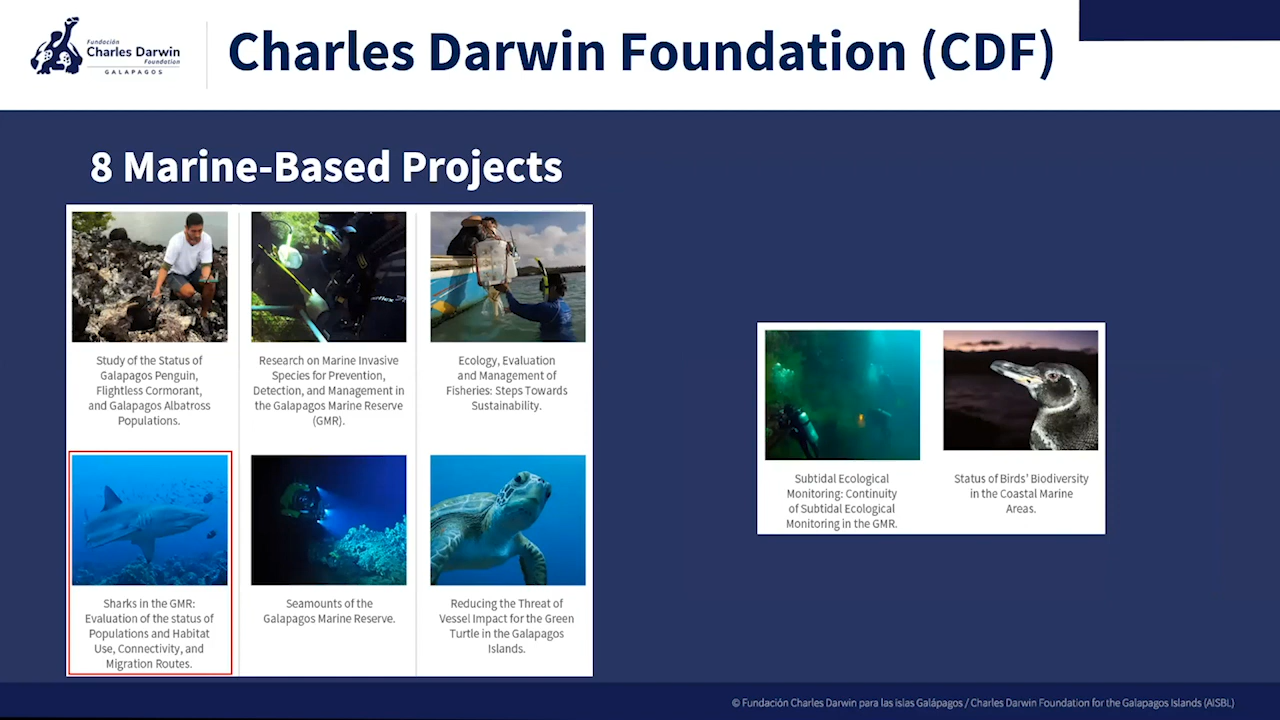 Fundación
Charles Darwin
Foundation
GALAPAGOS
Charles Darwin Foundation (CDF)
8 Marine-Based Projects
Study of the Status of
Galapagos Penguin,
Flightless Cormorant,
and Galapagos Albatross
Populations.
Research on Marine Invasive
Species for Prevention,
Detection, and Management in
the Galapagos Marine Reserve
(GMR).
Ecology, Evaluation
and Management of
Fisheries: Steps Towards
Sustainability.
Sharks in the GMR:
Evaluation of the status of
Populations and Habitat
Use, Connectivity, and
Migration Routes.
Seamounts of the
Galapagos Marine Reserve.
Reducing the Threat of
Vessel Impact for the Green
Turtle in the Galapagos
Islands.
Subtidal Ecological
Monitoring: Continuity
of Subtidal Ecological
Monitoring in the GMR.
Status of Birds' Biodiversity
in the Coastal Marine
Areas.
© Fundación Charles Darwin para las islas Galápagos / Charles Darwin Foundation for the Galapagos Islands (AISBL)